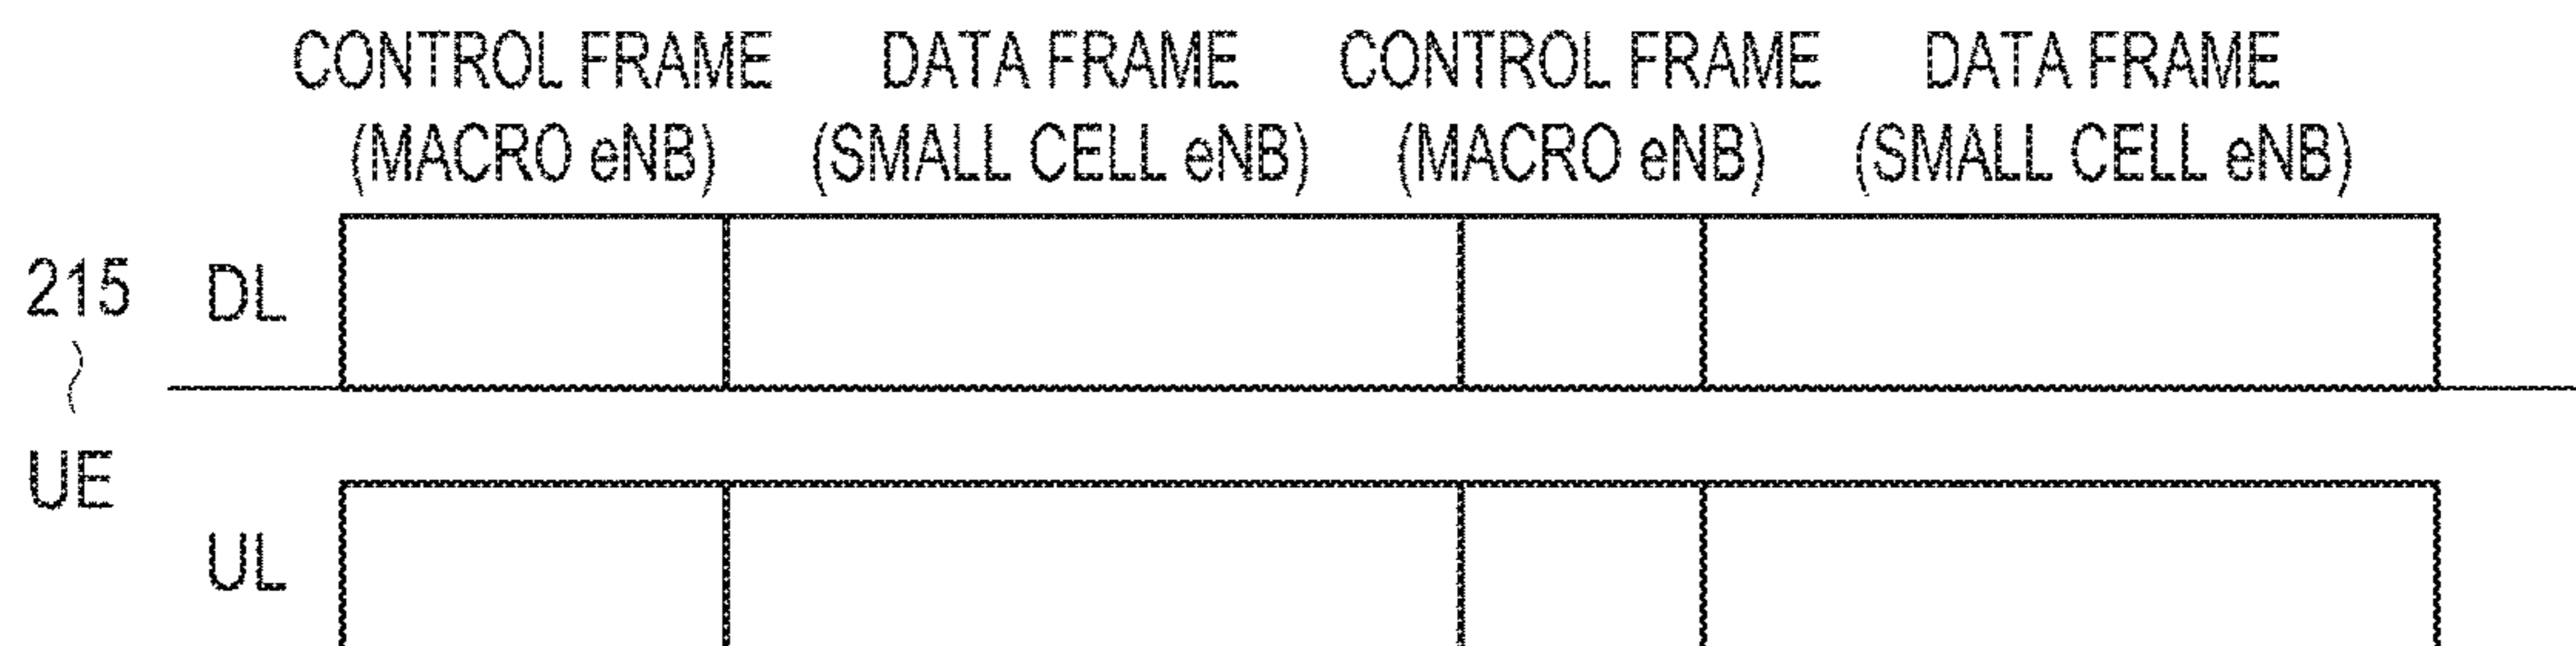 CONTROL FRAME DATA FRAME CONTROL FRAME DATA FRAME
(MACRO eNB) (SMALL CELL eNB) (MACRO eNB) (SMALL CELL eNB)
215 DL
UE
UL